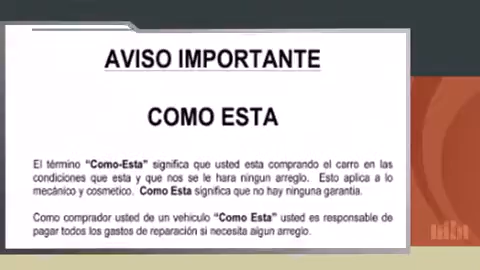 AVISO IMPORTANTE
COMO ESTA
El término “Como-Esta” significa que usted esta comprando el carro en las
condiciones que esta y que nos se le hara ningun arreglo. Esto aplica a lo
mecánico y cosmetico. Como Esta significa que no hay ninguna garantia.
Como comprador usted de un vehiculo “Como Esta” usted es responsable de
pagar todos los gastos de reparación si necesita algun arreglo.